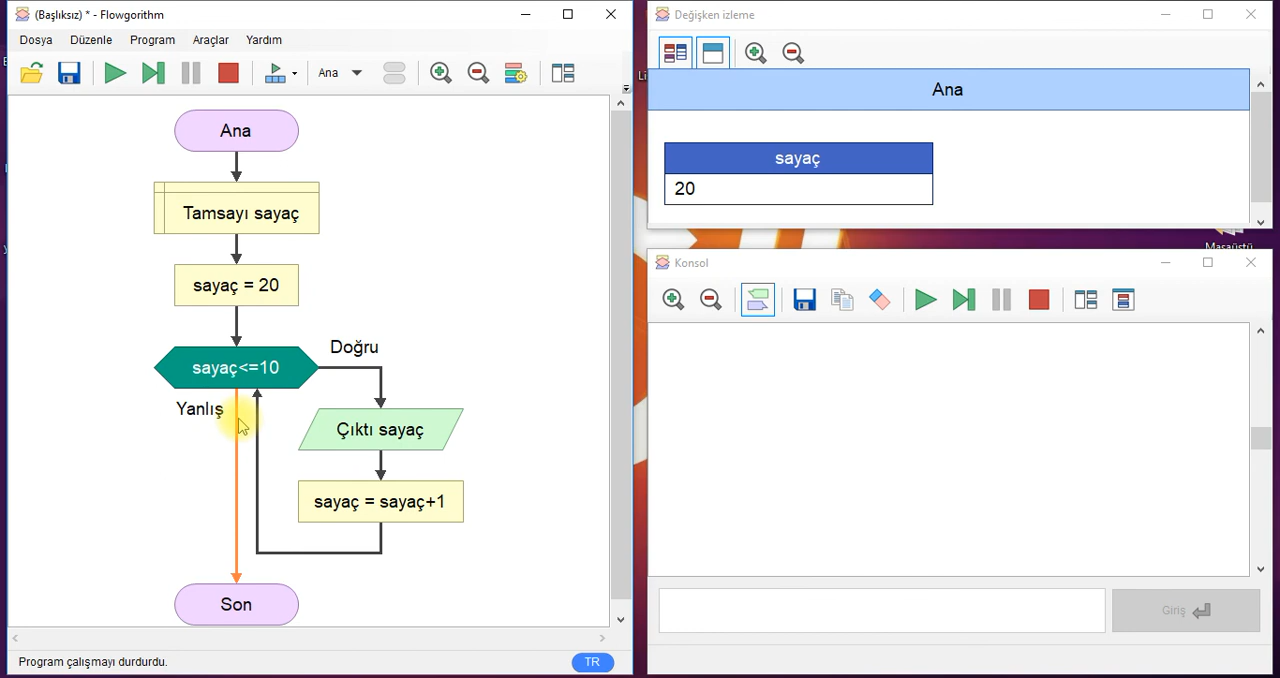 (Başlıksız) * - Flowgorithm
Dosya Düzenle Program Araçlar Yardım
Ana
Ana
Tamsayı sayaç
sayaç = 20
sayaç<=10
Doğru
Yanlış
Çıktı sayaç
sayaç = sayaç+1
Son
Program çalışmayı durdurdu.
TR
Değişken izleme
Ana
sayaç
20
Masaüstü
Konsol
Giriş